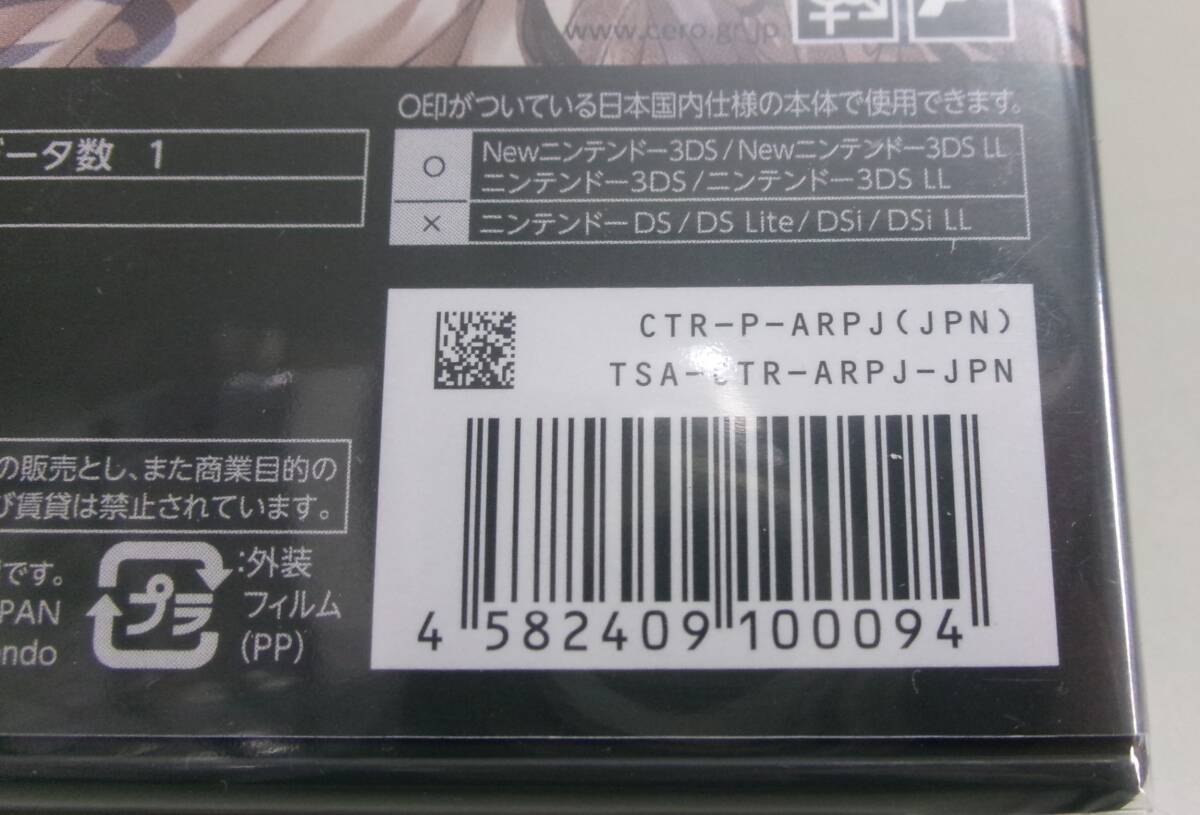 www.cero.gr.jp
○印がついている日本国内仕様の本体で使用できます。
データ数 1
○ Newニンテンドー3DS/Newニンテンドー3DS LL
ニンテンドー3DS/ニンテンドー3DS LL
× ニンテンドーDS/DS Lite/DSi/DSi LL
CTR-P-ARPJ(JPN)
TSA-CTR-ARPJ-JPN
の販売とし、また商業目的の
び賃貸は禁止されています。
です。
PAN
endo
プラ
:外装
フィルム
(PP)
4 582409 100094